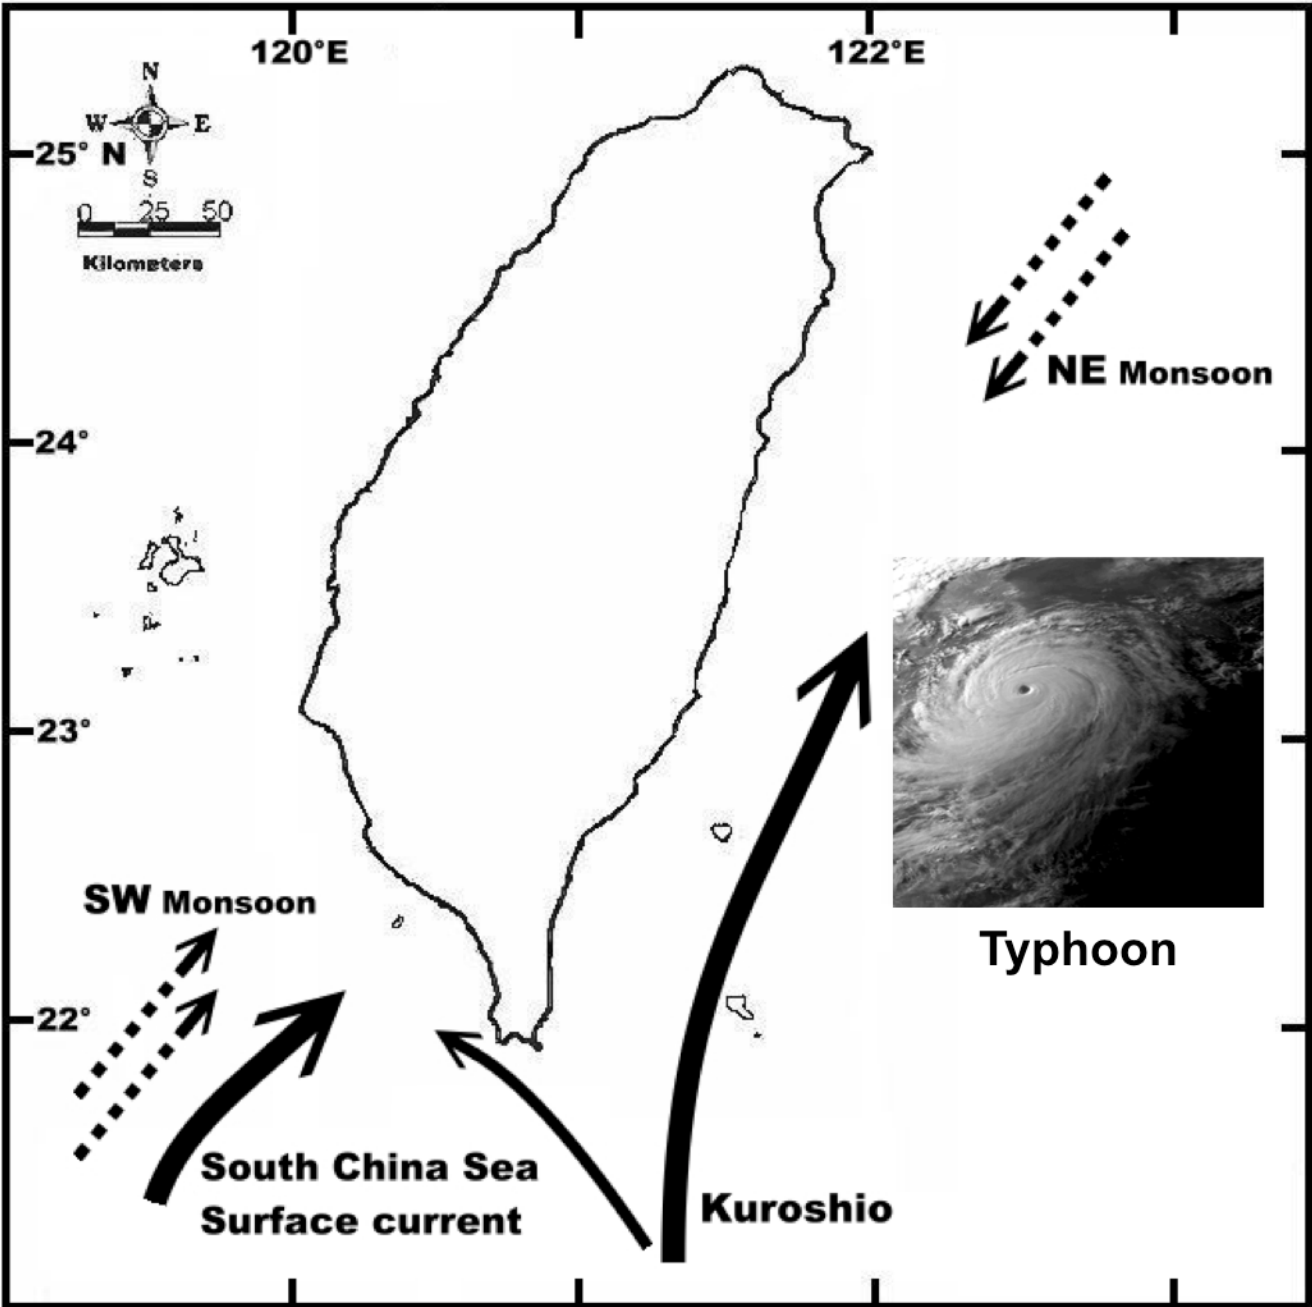 120°E
122°E
N
W E
S
25° N
0 25 50
Kilometers
NE Monsoon
24°
23°
Typhoon
SW Monsoon
22°
South China Sea
Surface current
Kuroshio